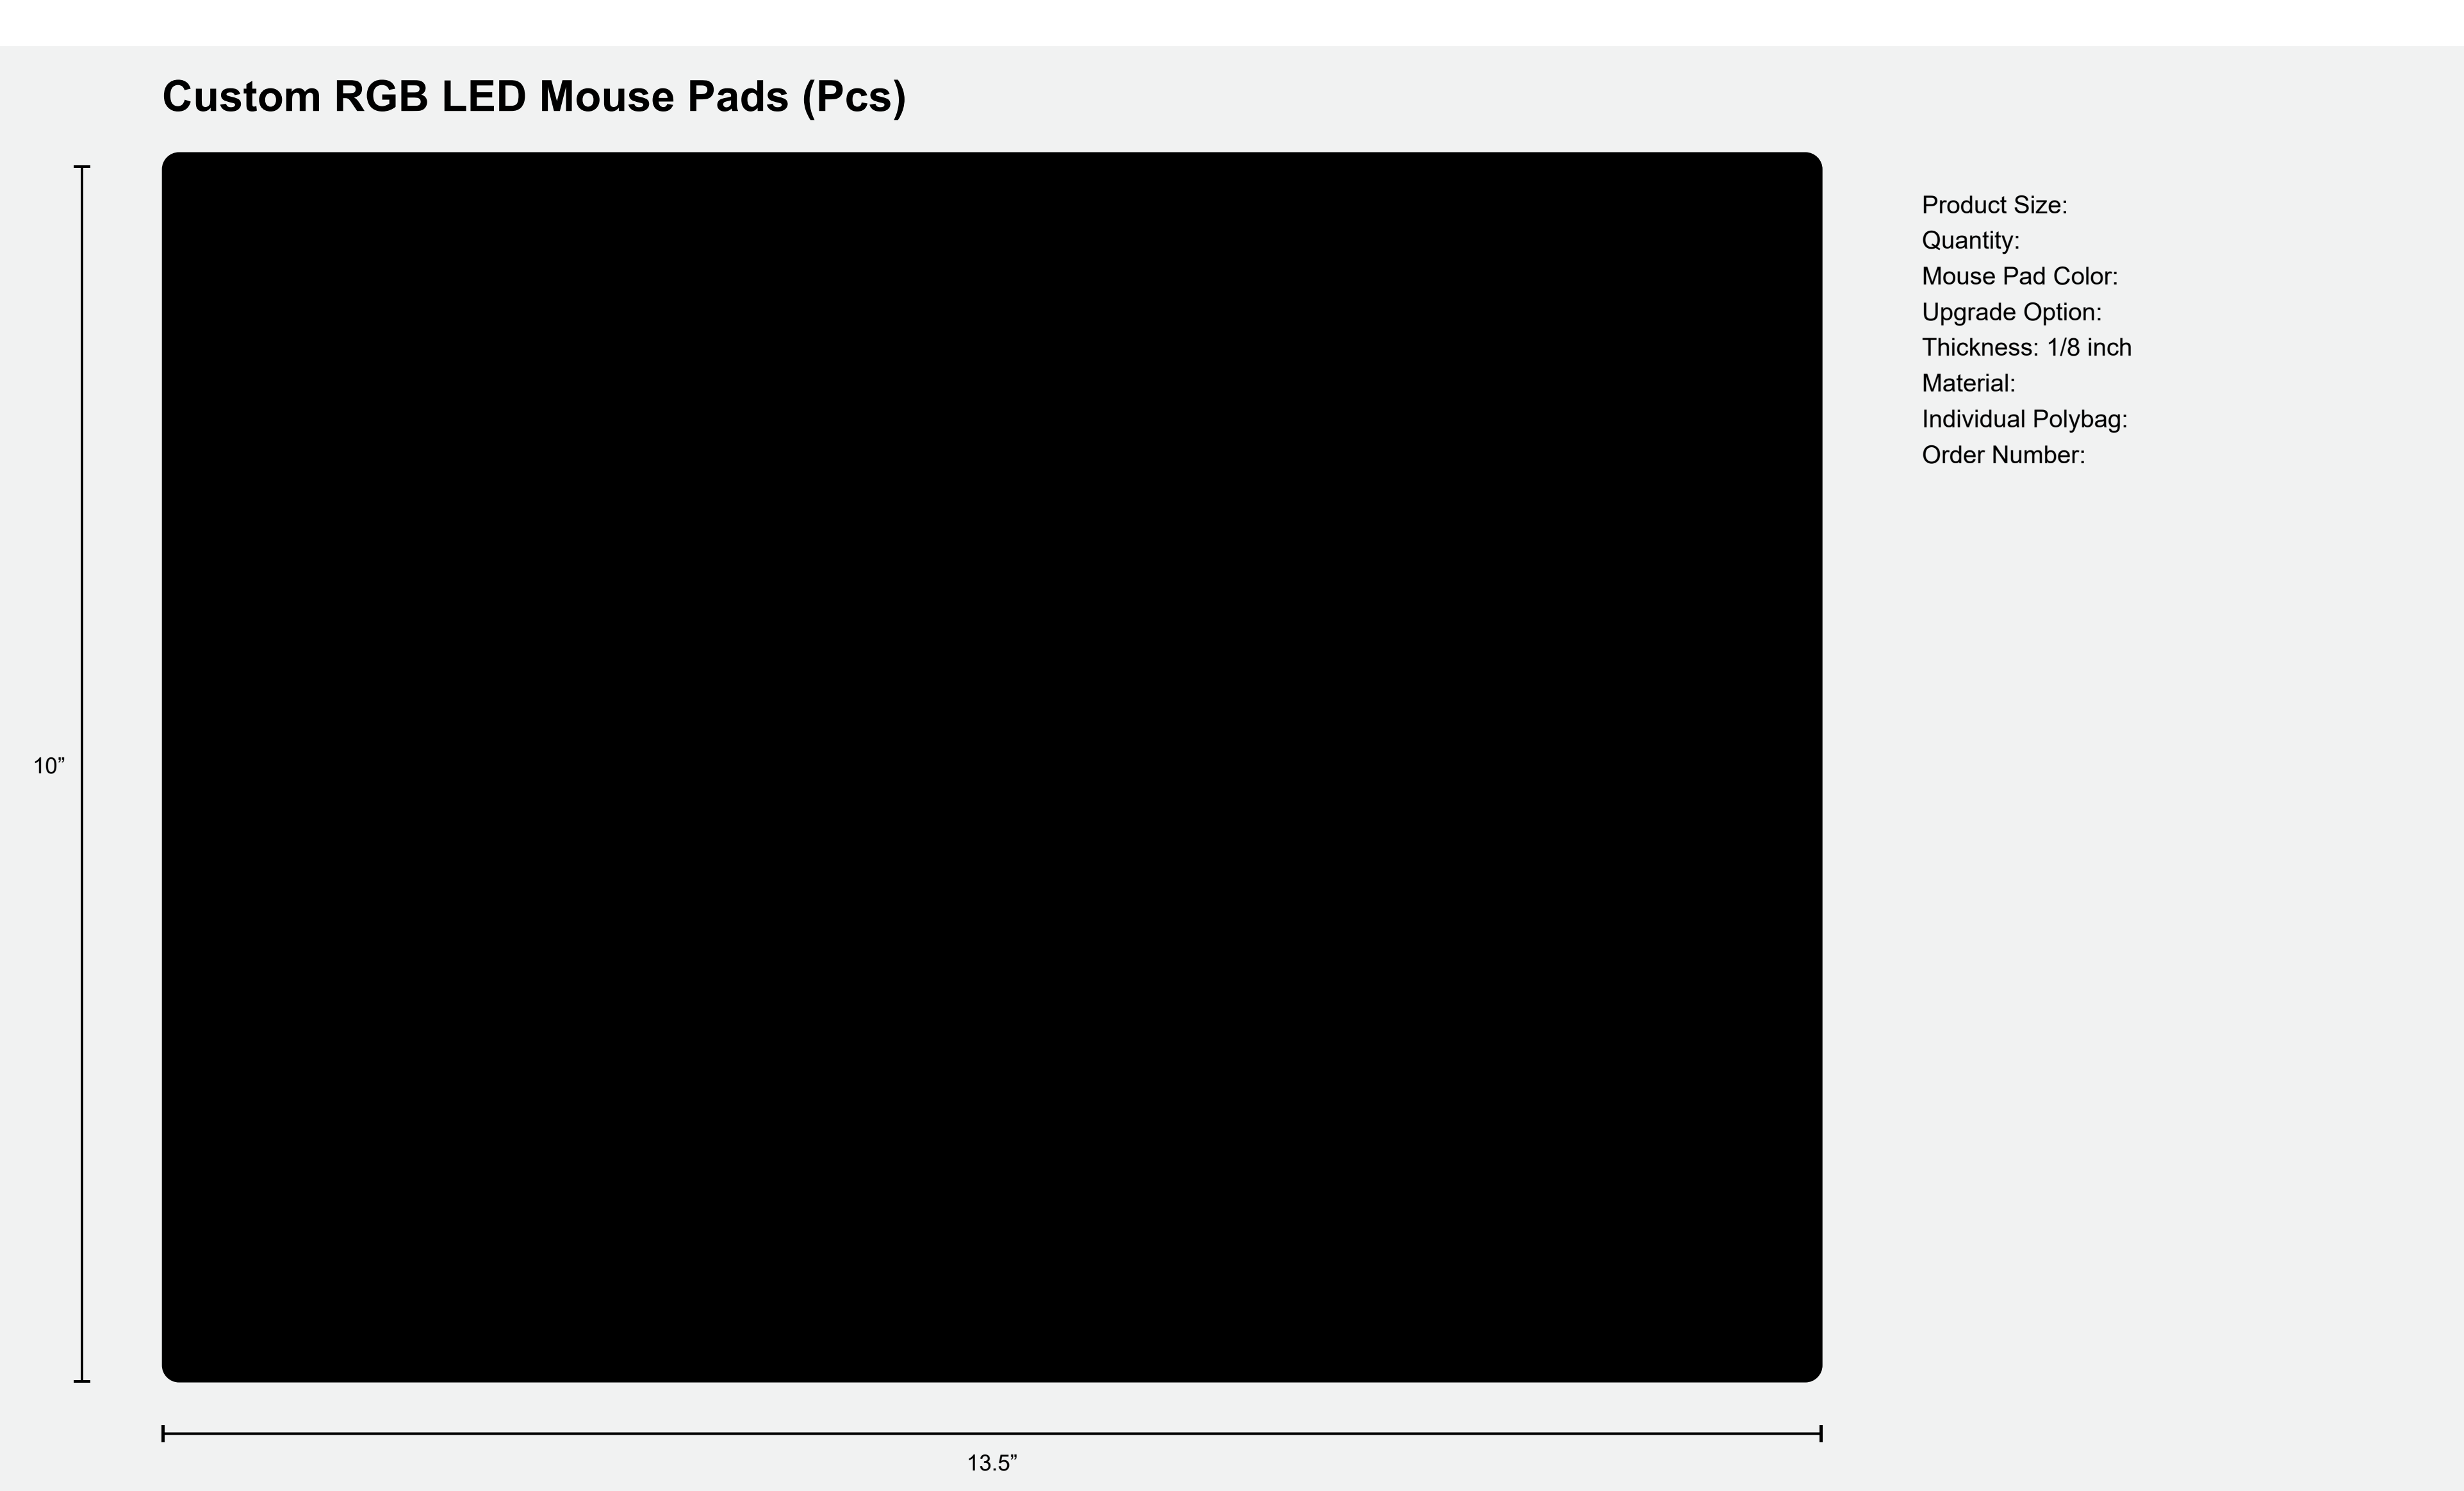 Custom RGB LED Mouse Pads (Pcs)
Product Size:
Quantity:
Mouse Pad Color:
Upgrade Option:
Thickness: 1/8 inch
Material:
Individual Polybag:
Order Number:
10”
13.5”